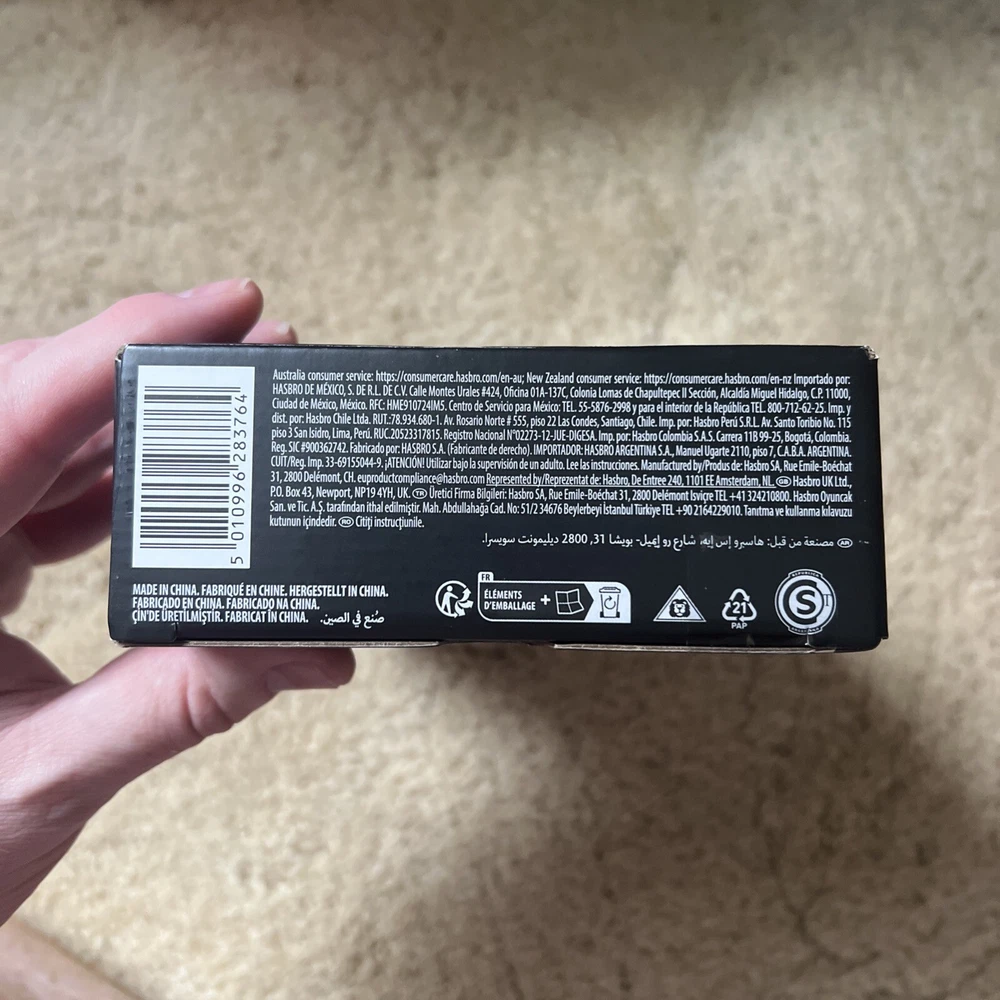 5 010996 283764
Australia consumer service: https://consumercare.hasbro.com/en-au; New Zealand consumer service: https://consumercare.hasbro.com/en-nz Importado por:
HASBRO DE MÉXICO, S. DE R.L. DE C.V. Calle Montes Urales #424, Oficina 01A-137C, Colonia Lomas de Chapultepec II Sección, Alcaldía Miguel Hidalgo, C.P. 11000,
Ciudad de México, México. RFC: HME910724IM5. Centro de Servicio para México: TEL. 55-5876-2998 y para el interior de la República TEL. 800-712-62-25. Imp. y
dist. por: Hasbro Chile Ltda. RUT.:78.934.680-1. Av. Rosario Norte # 555, piso 22 Las Condes, Santiago, Chile. Imp. por: Hasbro Perú S.R.L. Av. Santo Toribio No. 115
piso 3 San Isidro, Lima, Perú. RUC.20523317815. Registro Nacional N°02273-12-JUE-DIGESA. Imp. por: Hasbro Colombia S.A.S. Carrera 11B 99-25, Bogotá, Colombia.
Reg. SIC #900362742. Fabricado por: HASBRO S.A. (Fabricante de derecho). IMPORTADOR: HASBRO ARGENTINA S.A., Manuel Ugarte 2110, piso 7, C.A.B.A. ARGENTINA.
CUIT/Reg. Imp. 33-69155044-9. ¡ATENCIÓN! Utilizar bajo la supervisión de un adulto. Lee las instrucciones. Manufactured by/Produs de: Hasbro SA, Rue Emile-Boéchat
31, 2800 Delémont, CH. euproductcompliance@hasbro.com Represented by/Reprezentat de: Hasbro, De Entree 240, 1101 EE Amsterdam, NL. GB Hasbro UK Ltd.,
P.O. Box 43, Newport, NP19 4YH, UK. TR Üretici Firma Bilgileri: Hasbro SA, Rue Emile-Boéchat 31, 2800 Delémont İsviçre TEL +41 324210800. Hasbro Oyuncak
San. ve Tic. A.Ş. tarafından ithal edilmiştir. Mah. Abdullahağa Cad. No: 51/2 34676 Beylerbeyi İstanbul Türkiye TEL +90 2164229010. Tanıtma ve kullanma kılavuzu
kutunun içindedir. RO Citiți instrucțiunile.
AR مصنعة من قبل: هاسبرو إس إيه، شارع رو إيميل- بويشا 31, 2800 ديليمونت سويسرا.
MADE IN CHINA. FABRIQUÉ EN CHINE. HERGESTELLT IN CHINA.
FABRICADO EN CHINA. FABRICADO NA CHINA.
ÇİN'DE ÜRETİLMİŞTİR. FABRICAT ÎN CHINA. صُنع في الصين.
FR
ÉLÉMENTS
D'EMBALLAGE +
21
PAP
S